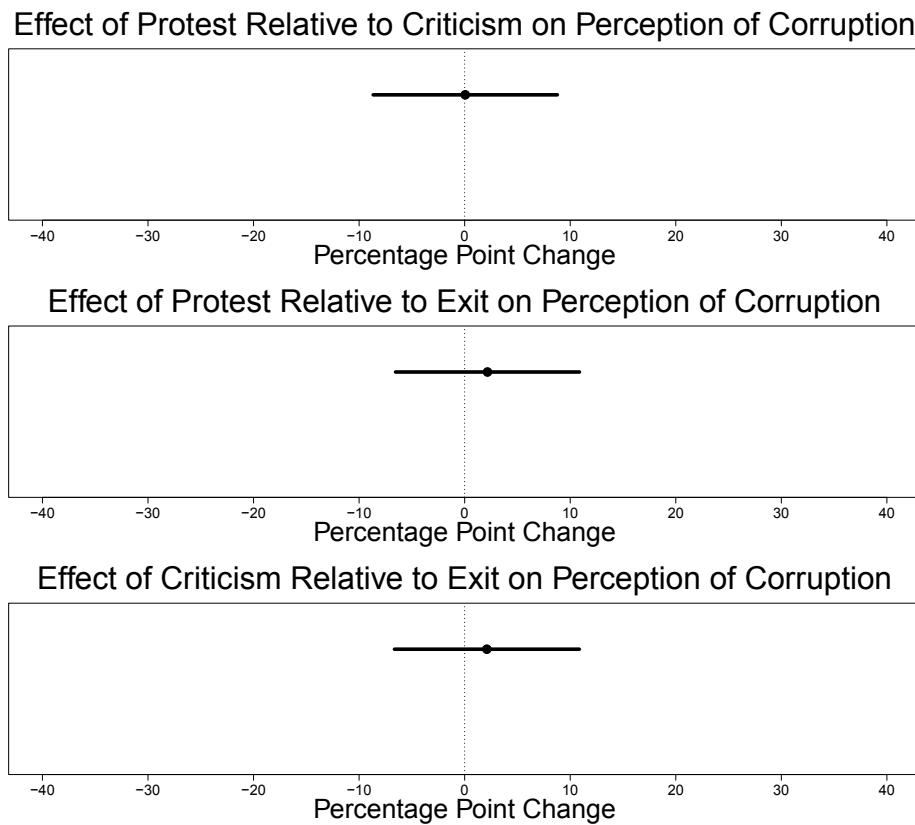 Effect of Protest Relative to Criticism on Perception of Corruption
−40 −30 −20 −10 0 10 20 30 40
Percentage Point Change
Effect of Protest Relative to Exit on Perception of Corruption
−40 −30 −20 −10 0 10 20 30 40
Percentage Point Change
Effect of Criticism Relative to Exit on Perception of Corruption
−40 −30 −20 −10 0 10 20 30 40
Percentage Point Change